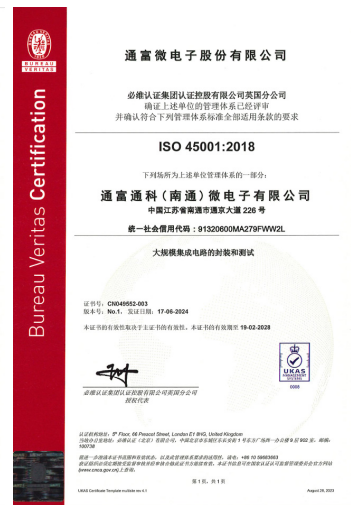 BUREAU
VERITAS
Bureau Veritas Certification
通富微电子股份有限公司
必维认证集团认证控股有限公司英国分公司
确证上述单位的管理体系已经评审
并确认符合下列管理体系标准全部适用条款的要求
ISO 45001:2018
下列场所为上述单位管理体系的一部分:
通富通科(南通)微电子有限公司
中国江苏省南通市通京大道 226 号
统一社会信用代码:91320600MA279FWW2L
大规模集成电路的封装和测试
证书号:CN049552-003
版本号:No.1, 发证日期:17-06-2024
本证书的有效性取决于主证书的有效性,本证书的有效期至 19-02-2028
必维认证集团认证控股有限公司英国分公司
授权代表
UKAS
MANAGEMENT
SYSTEMS
0008
认证机构地址:5th Floor, 66 Prescot Street, London E1 8HG, United Kingdom
100738
第 1 页, 共 1 页
UKAS Certificate Template multisite rev 4.1
August 28, 2023